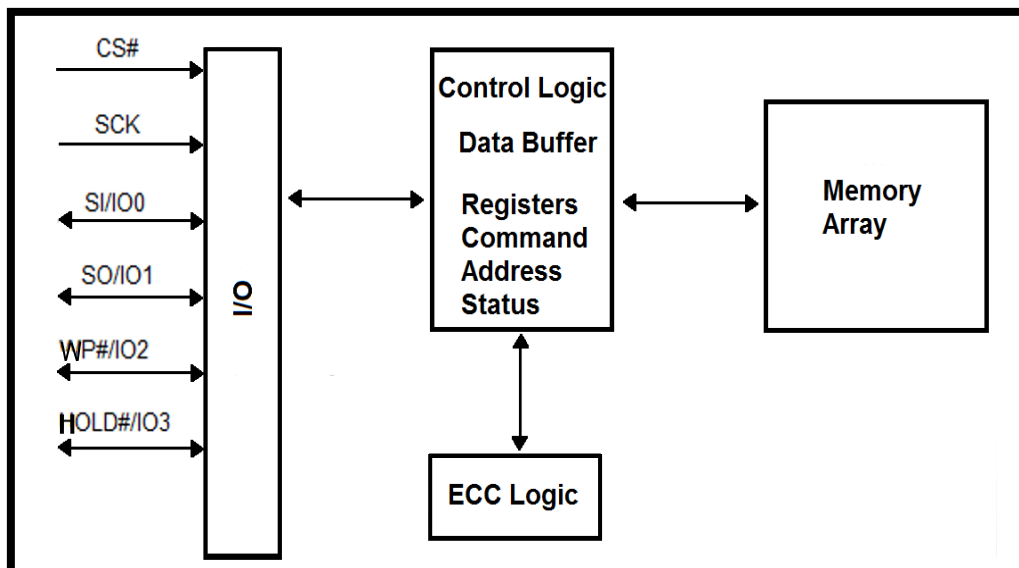 CS#
SCK
SI/IO0
SO/IO1
WP#/IO2
HOLD#/IO3
I/O
Control Logic
Data Buffer
Registers
Command
Address
Status
ECC Logic
Memory
Array